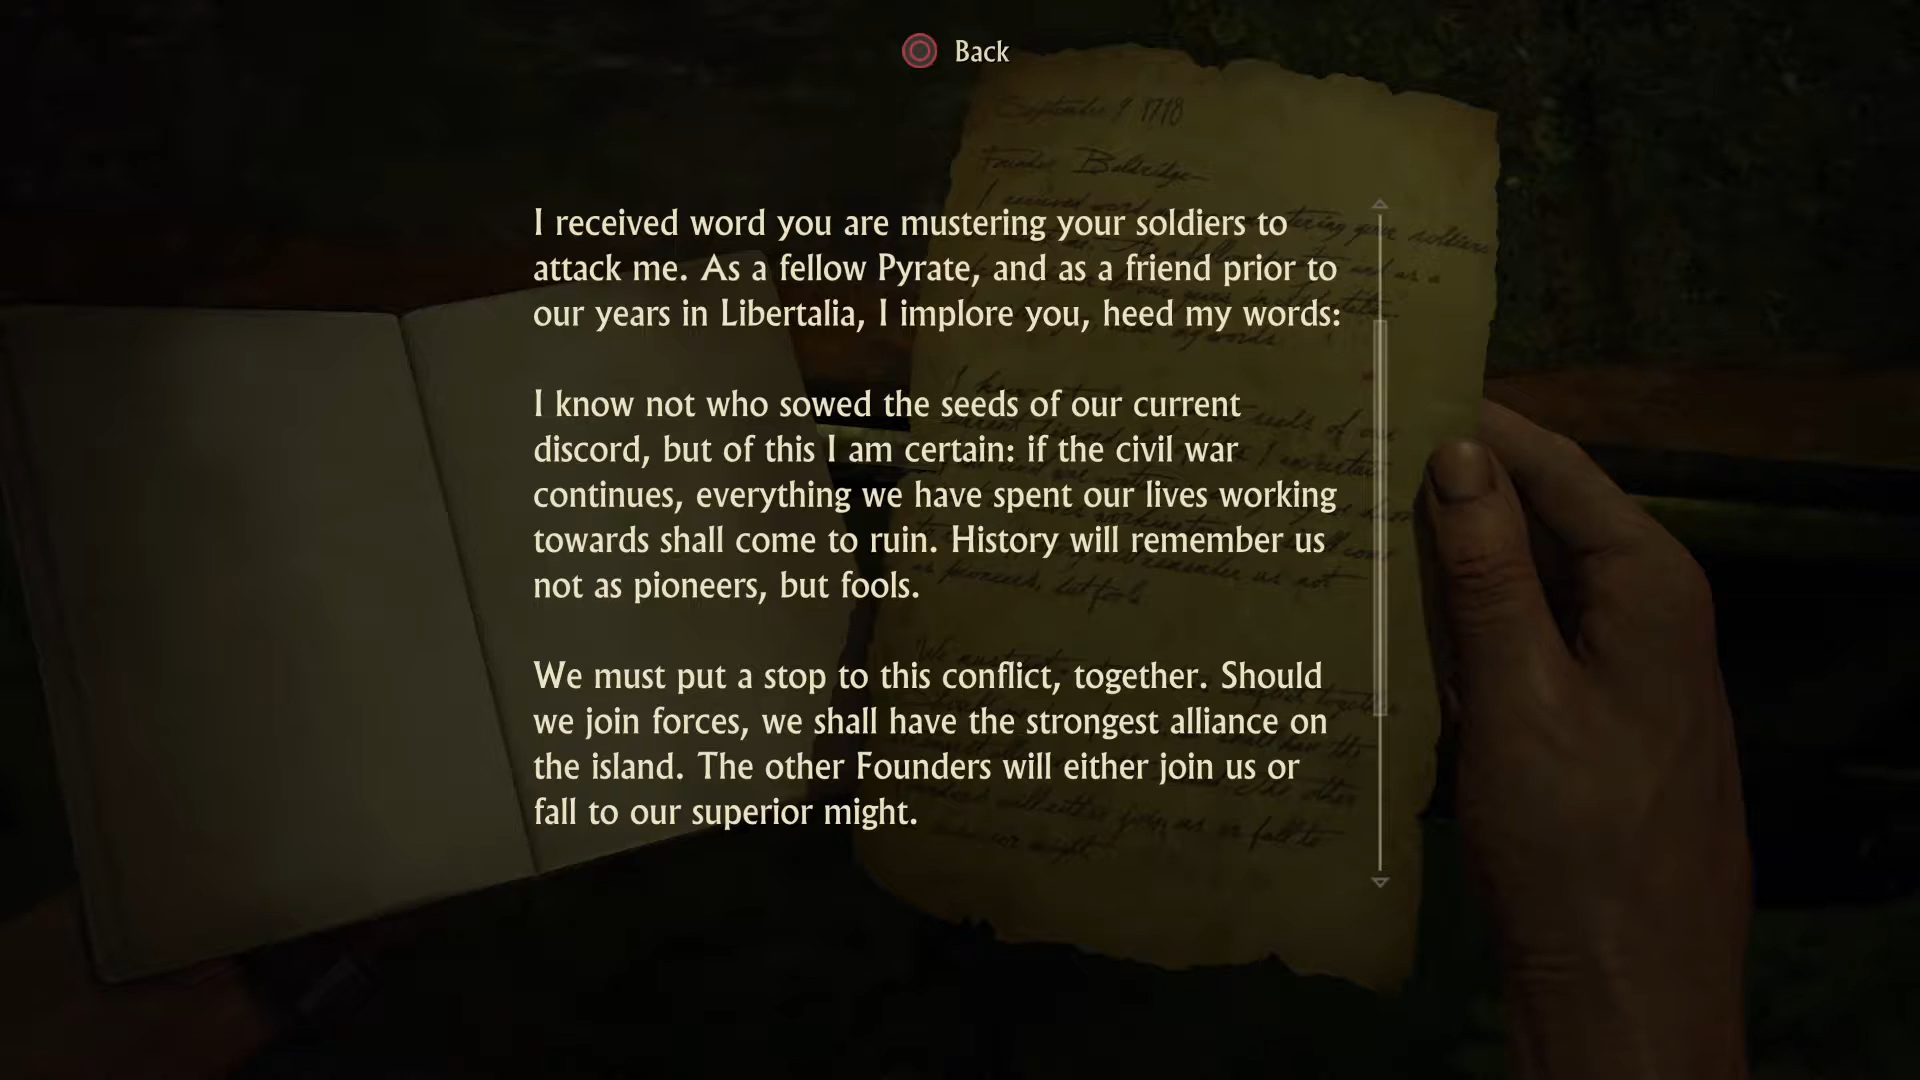 Back
September 9 1718
Founder Baldridge
I received word you are mustering your soldiers to
attack me. As a fellow Pyrate, and as a friend prior to
our years in Libertalia, I implore you, heed my words:
I know not who sowed the seeds of our current
discord, but of this I am certain: if the civil war
continues, everything we have spent our lives working
towards shall come to ruin. History will remember us
not as pioneers, but fools.
We must put a stop to this conflict, together. Should
we join forces, we shall have the strongest alliance on
the island. The other Founders will either join us or
fall to our superior might.